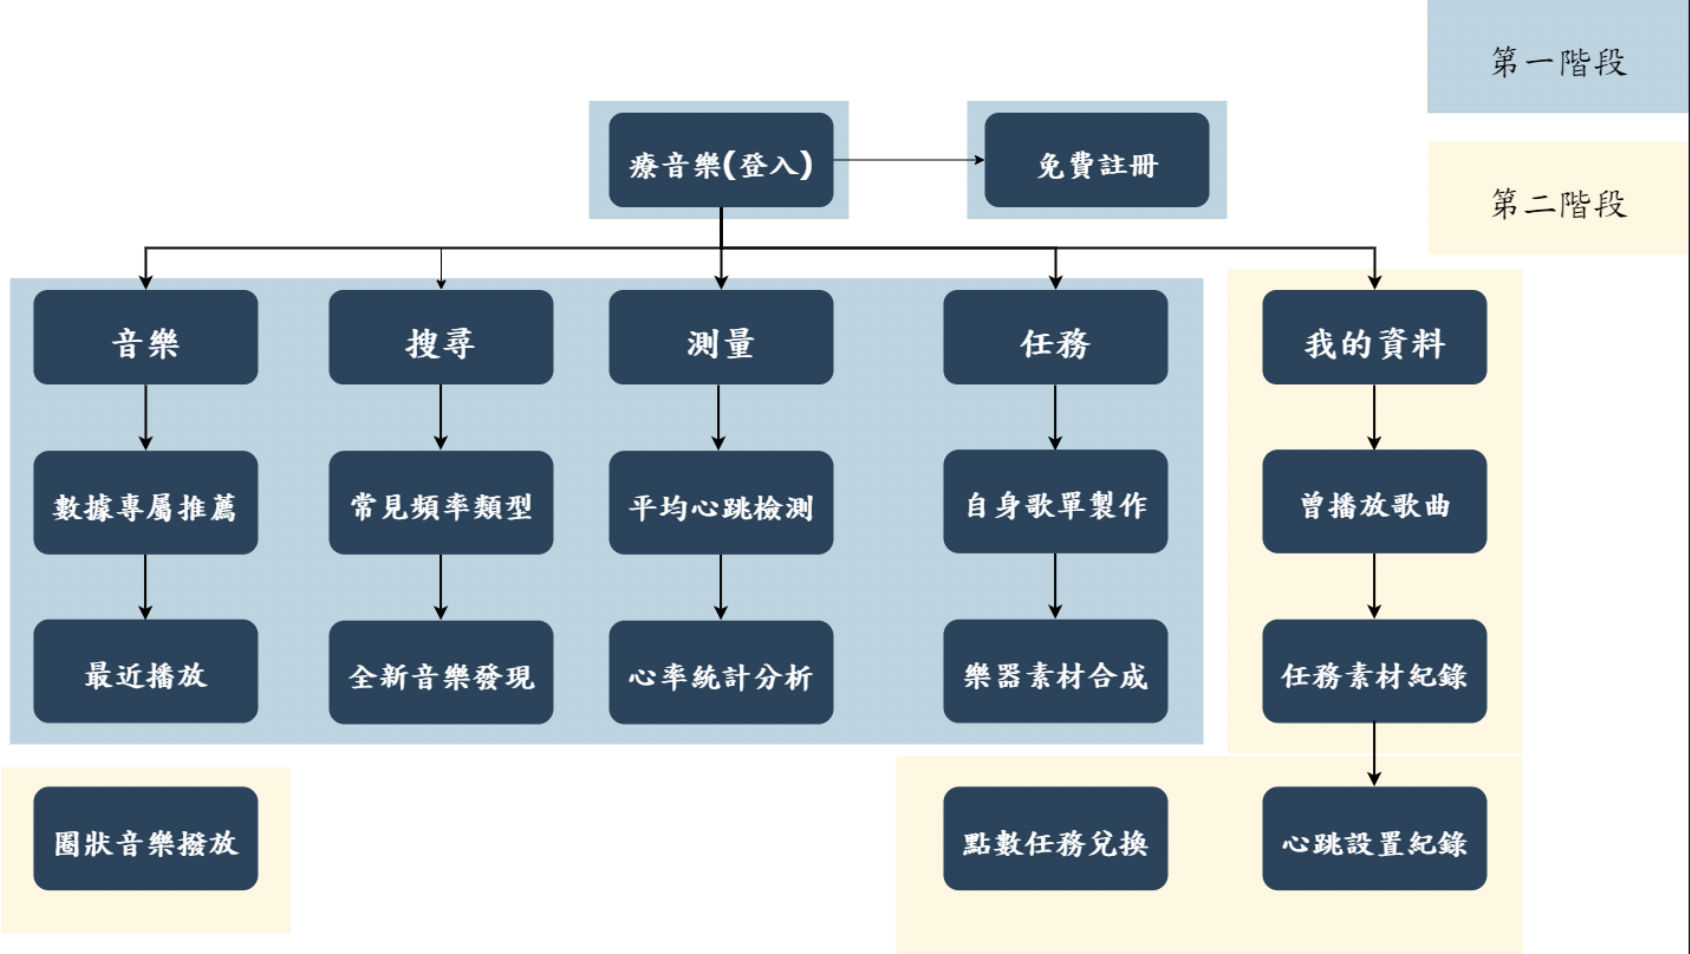 第一階段
療音樂(登入)
免費註冊
第二階段
音樂
搜尋
測量
任務
我的資料
數據專屬推薦
常見頻率類型
平均心跳檢測
自身歌單製作
曾播放歌曲
最近播放
全新音樂發現
心率統計分析
樂器素材合成
任務素材紀錄
圈狀音樂撥放
點數任務兌換
心跳設置紀錄